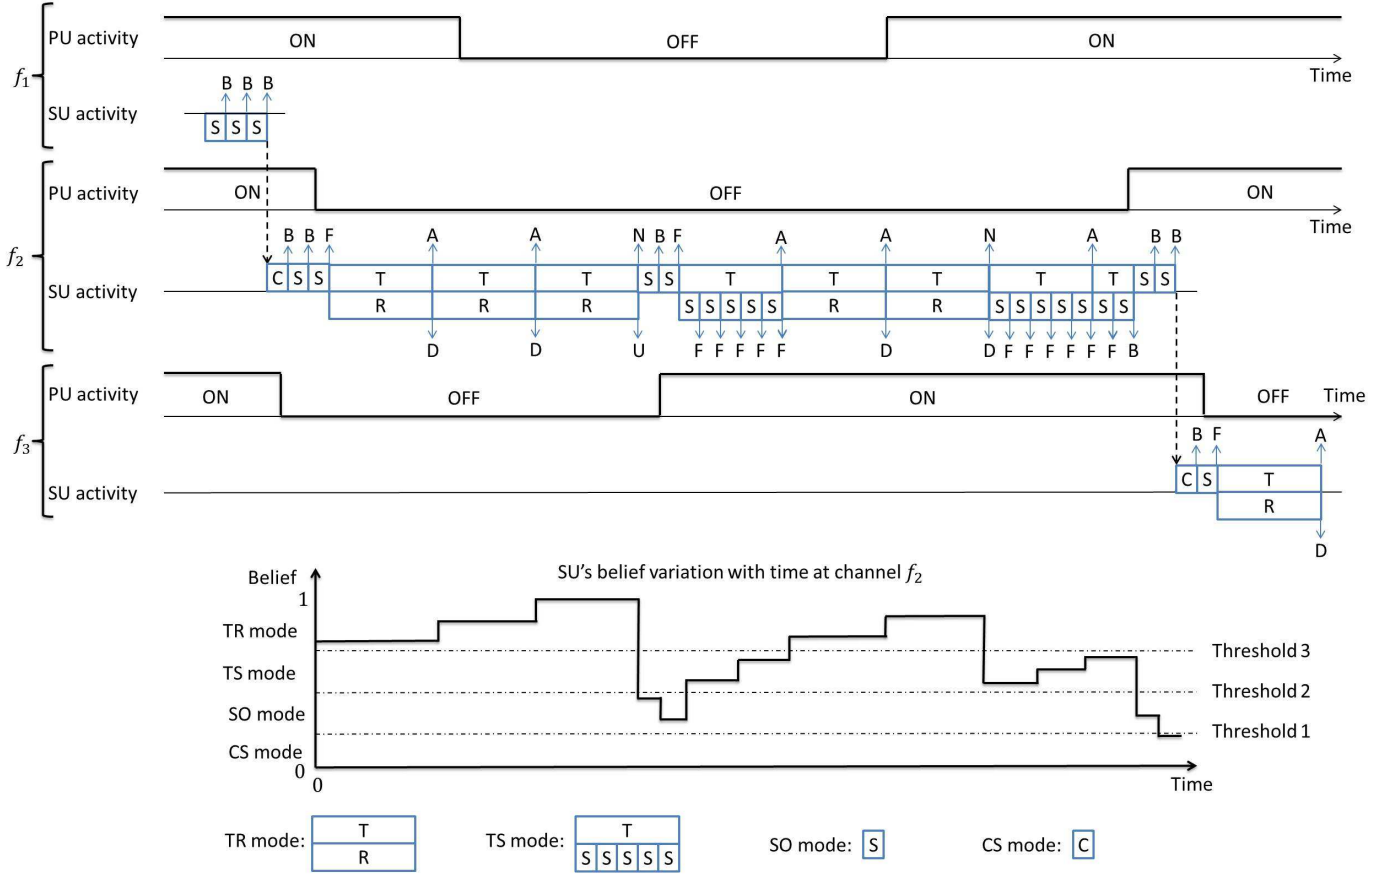 PU activity
ON OFF ON
Time
f₁
B B B
SU activity
S S S
PU activity
ON OFF ON
Time
f₂
B B F A A N B F A A N A B B
SU activity
C S S T T T S S T T T T T S S
R R R S S S S S R R S S S S S S S
D D U F F F F F D D F F F F F F B
PU activity
ON OFF ON OFF Time
f₃
B F A
SU activity
C S T
R
D
SU's belief variation with time at channel f₂
Belief
1
TR mode
Threshold 3
TS mode
Threshold 2
SO mode
Threshold 1
CS mode
0
0 Time
TR mode: T
R
TS mode: T
S S S S S
SO mode: S
CS mode: C